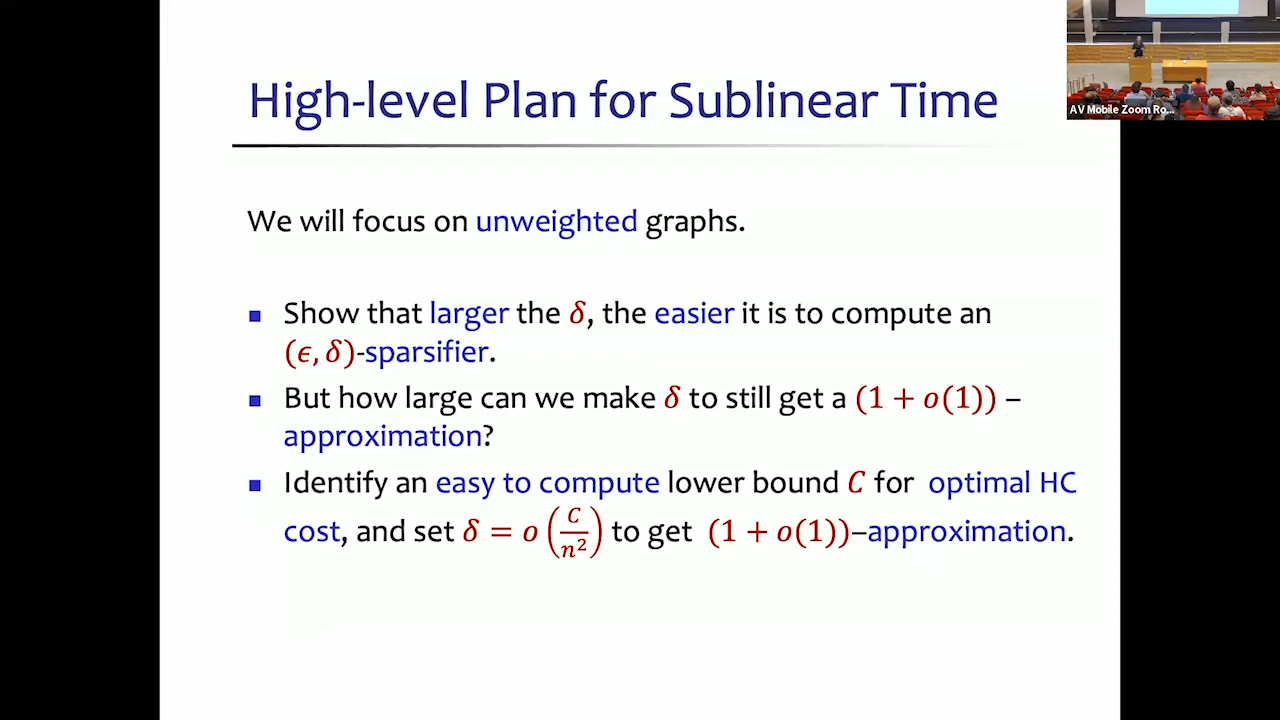 High-level Plan for Sublinear Time
AV Mobile Zoom Ro...
We will focus on unweighted graphs.
▪ Show that larger the δ, the easier it is to compute an
(ϵ, δ)-sparsifier.
▪ But how large can we make δ to still get a (1 + o(1)) –
approximation?
▪ Identify an easy to compute lower bound C for optimal HC
cost, and set δ = o(C/n²) to get (1 + o(1))–approximation.